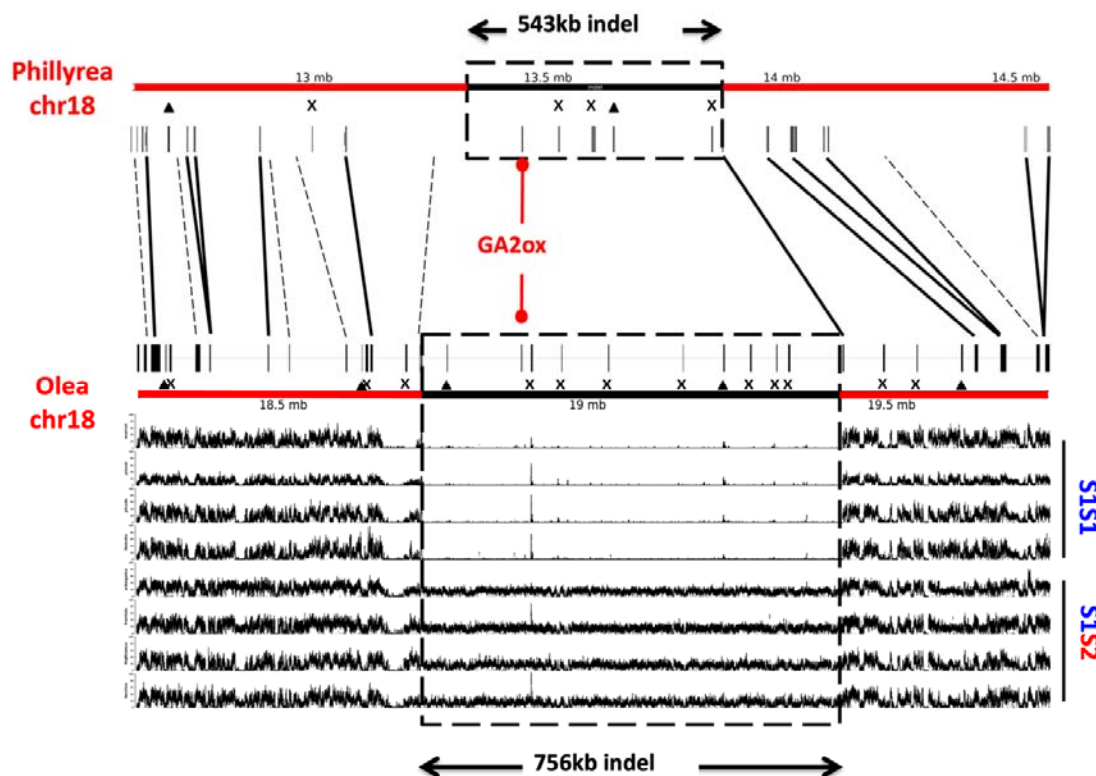 543kb indel
Phillyrea
chr18
13 mb
13.5 mb
14 mb
14.5 mb
indel
X
X X X
GA2ox
Olea
chr18
X X X X X X X X X X X X
18.5 mb
19 mb
19.5 mb
S1S1
S1S2
756kb indel